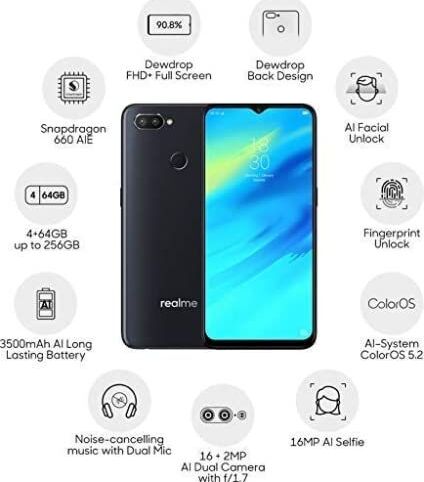 90.8%
Dewdrop
FHD+ Full Screen
Dewdrop
Back Design
Snapdragon
660 AIE
AI Facial
Unlock
4 64GB
4+64GB
up to 256GB
Fingerprint
Unlock
realme
AI
3500mAh AI Long
Lasting Battery
ColorOS
AI-System
ColorOS 5.2
Noise-cancelling
music with Dual Mic
16 + 2MP
AI Dual Camera
with f/1.7
16MP AI Selfie